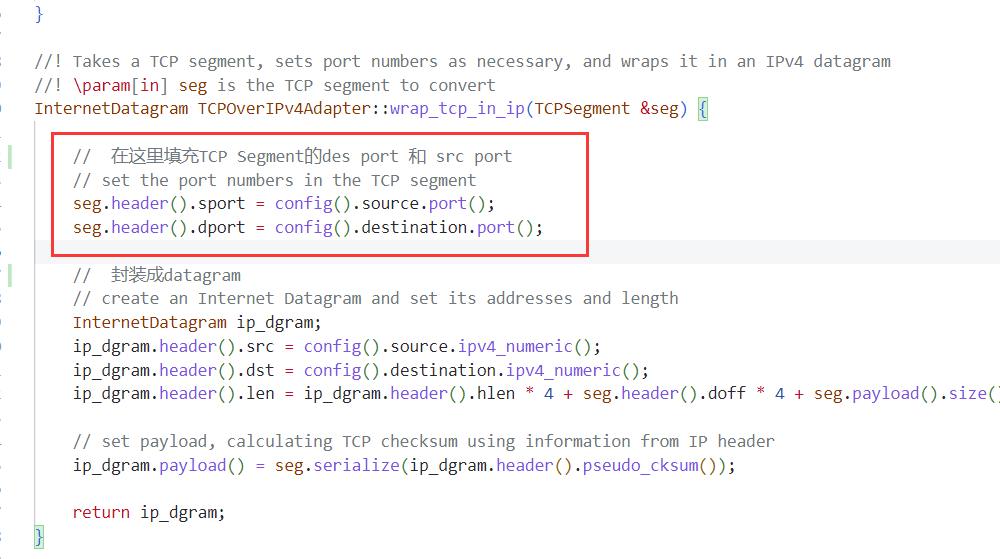 }
//! Takes a TCP segment, sets port numbers as necessary, and wraps it in an IPv4 datagram
//! \param[in] seg is the TCP segment to convert
InternetDatagram TCPOverIPv4Adapter::wrap_tcp_in_ip(TCPSegment &seg) {
//  在这里填充TCP Segment的des port 和 src port
// set the port numbers in the TCP segment
seg.header().sport = config().source.port();
seg.header().dport = config().destination.port();
//  封装成datagram
// create an Internet Datagram and set its addresses and length
InternetDatagram ip_dgram;
ip_dgram.header().src = config().source.ipv4_numeric();
ip_dgram.header().dst = config().destination.ipv4_numeric();
ip_dgram.header().len = ip_dgram.header().hlen * 4 + seg.header().doff * 4 + seg.payload().size()
// set payload, calculating TCP checksum using information from IP header
ip_dgram.payload() = seg.serialize(ip_dgram.header().pseudo_cksum());
return ip_dgram;
}